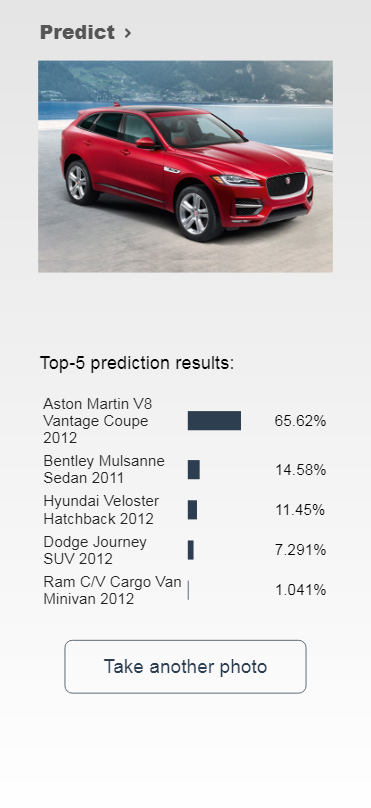 Predict >
Top-5 prediction results:
Aston Martin V8
Vantage Coupe
2012
65.62%
Bentley Mulsanne
Sedan 2011
14.58%
Hyundai Veloster
Hatchback 2012
11.45%
Dodge Journey
SUV 2012
7.291%
Ram C/V Cargo Van
Minivan 2012
1.041%
Take another photo